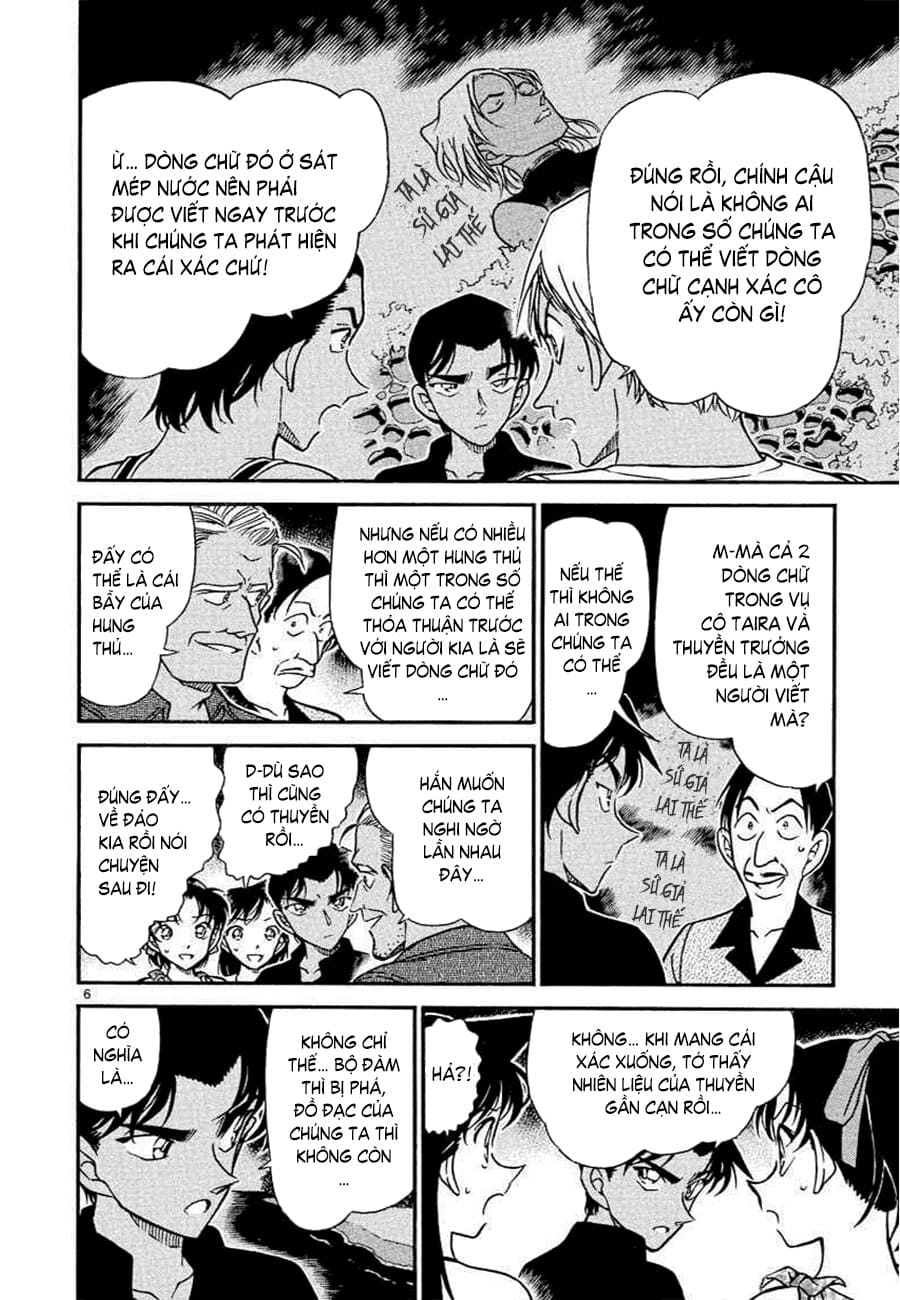 ĐÚNG RỒI, CHÍNH CẬU
NÓI LÀ KHÔNG AI
TRONG SỐ CHÚNG TA
CÓ THỂ VIẾT DÒNG
CHỮ CẠNH XÁC CÔ
ẤY CÒN GÌ!
TA LÀ
SỨ GIẢ
LAI THẾ
Ừ... DÒNG CHỮ ĐÓ Ở SÁT
MÉP NƯỚC NÊN PHẢI
ĐƯỢC VIẾT NGAY TRƯỚC
KHI CHÚNG TA PHÁT HIỆN
RA CÁI XÁC CHỨ!
M-MÀ CẢ 2
DÒNG CHỮ
TRONG VỤ
CÔ TAIRA VÀ
THUYỀN TRƯỞNG
ĐỀU LÀ MỘT
NGƯỜI VIẾT
MÀ?
NẾU THẾ
THÌ KHÔNG
AI TRONG
CHÚNG TA
CÓ THỂ
...
TA LÀ
SỨ GIẢ
LAI THẾ
TA LÀ
SỨ GIẢ
LAI THẾ
NHƯNG NẾU CÓ NHIỀU
HƠN MỘT HUNG THỦ
THÌ MỘT TRONG SỐ
CHÚNG TA CÓ THỂ
THỎA THUẬN TRƯỚC
VỚI NGƯỜI KIA LÀ SẼ
VIẾT DÒNG CHỮ ĐÓ
...
ĐẤY CÓ
THỂ LÀ CÁI
BẪY CỦA
HUNG
THỦ...
HẮN MUỐN
CHÚNG TA
NGHI NGỜ
LẪN NHAU
ĐÂY...
D-DÙ SAO
THÌ CŨNG
CÓ THUYỀN
RỒI...
ĐÚNG ĐẤY...
VỀ ĐẢO
KIA RỒI NÓI
CHUYỆN
SAU ĐI!
6
KHÔNG... KHI MANG CÁI
XÁC XUỐNG, TỚ THẤY
NHIÊN LIỆU CỦA THUYỀN
GẦN CẠN RỒI...
HẢ?!
KHÔNG CHỈ
THẾ... BỘ ĐÀM
THÌ BỊ PHÁ,
ĐỒ ĐẠC CỦA
CHÚNG TA THÌ
KHÔNG CÒN
...
CÓ
NGHĨA
LÀ...